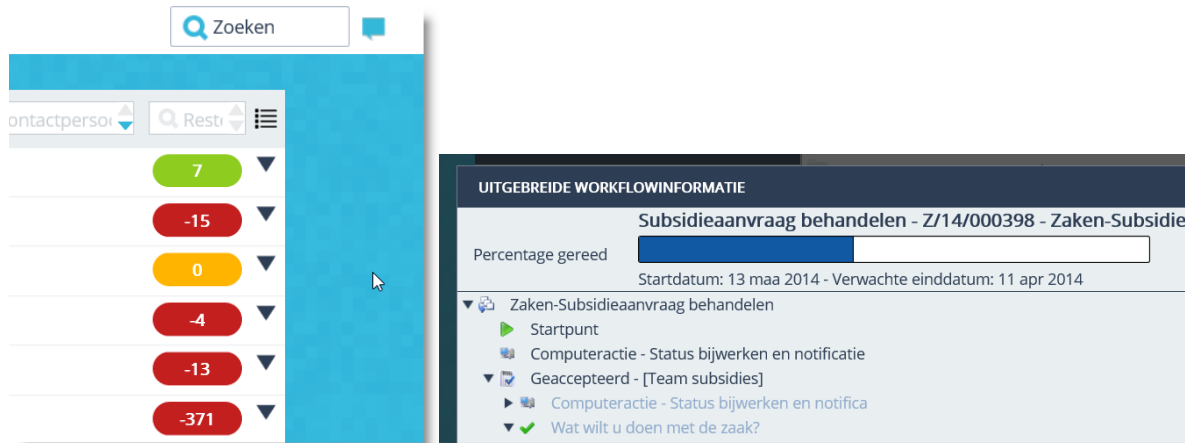 Zoeken
ontactpersoo
Reste
7
-15
0
-4
-13
-371
UITGEBREIDE WORKFLOWINFORMATIE
Subsidieaanvraag behandelen - Z/14/000398 - Zaken-Subsidie
Percentage gereed
Startdatum: 13 maa 2014 - Verwachte einddatum: 11 apr 2014
Zaken-Subsidieaanvraag behandelen
Startpunt
Computeractie - Status bijwerken en notificatie
Geaccepteerd - [Team subsidies]
Computeractie - Status bijwerken en notifica
Wat wilt u doen met de zaak?